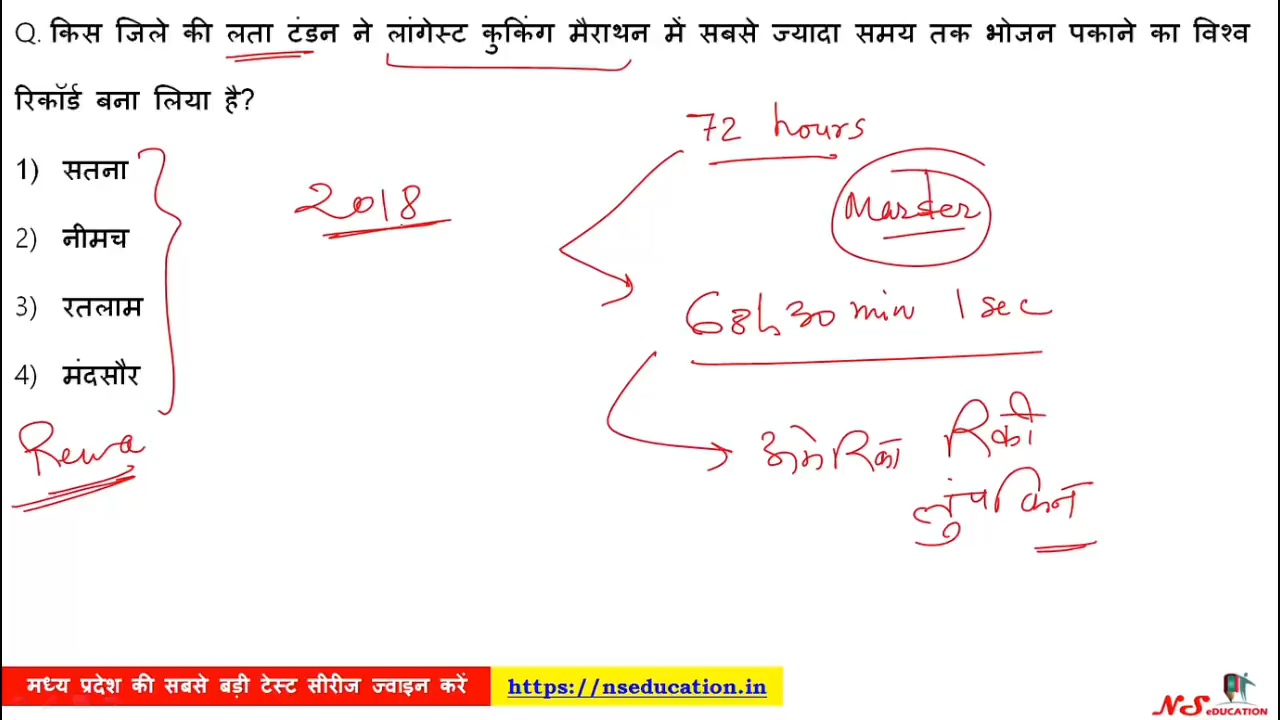 Q. किस जिले की लता टंडन ने लांगेस्ट कुकिंग मैराथन में सबसे ज्यादा समय तक भोजन पकाने का विश्व
रिकॉर्ड बना लिया है?
72 hours
1) सतना
2018
Marster
2) नीमच
3) रतलाम
68h 30 min 1 sec
4) मंदसौर
Rewa
अमेरिका रिकी
लुंपकिन
मध्य प्रदेश की सबसे बड़ी टेस्ट सीरीज ज्वाइन करें
https://nseducation.in
NS eDUCATION